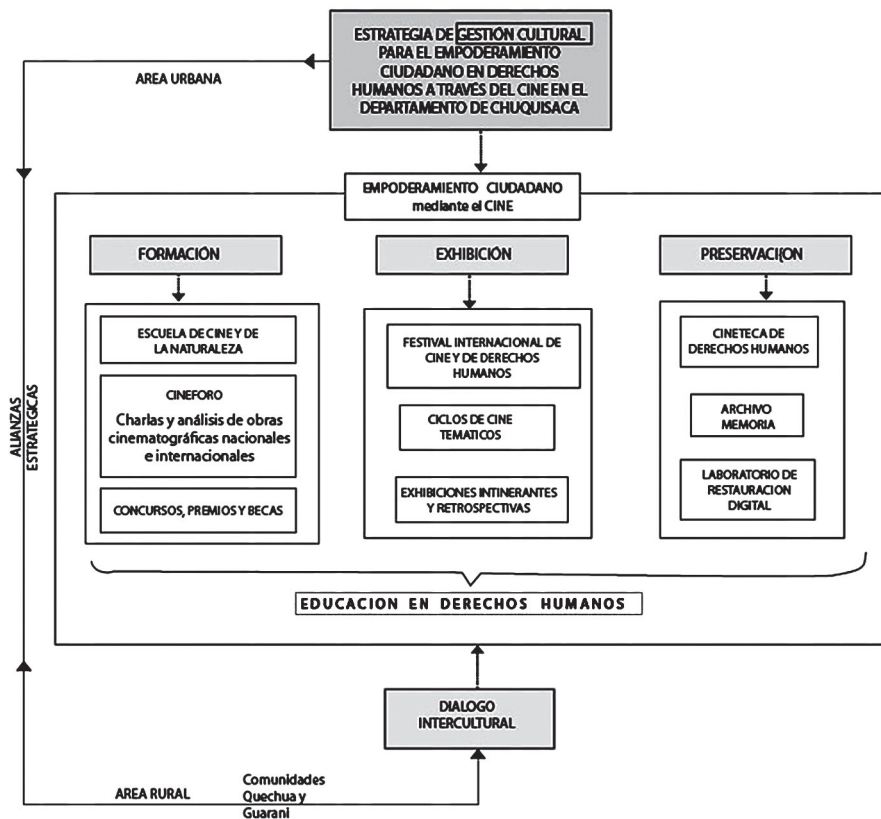 ESTRATEGIA DE GESTIÓN CULTURAL
PARA EL EMPODERAMIENTO
CIUDADANO EN DERECHOS
HUMANOS A TRAVÉS DEL CINE EN EL
DEPARTAMENTO DE CHUQUISACA
AREA URBANA
EMPODERAMIENTO CIUDADANO
mediante el CINE
FORMACIÓN
ESCUELA DE CINE Y DE
LA NATURALEZA
CINEFORO
Charlas y análisis de obras
cinematográficas nacionales
e internacionales
CONCURSOS, PREMIOS Y BECAS
EXHIBICIÓN
FESTIVAL INTERNACIONAL DE
CINE Y DE DERECHOS
HUMANOS
CICLOS DE CINE
TEMATICOS
EXHIBICIONES INTINERANTES
Y RETROSPECTIVAS
PRESERVACI{ON
CINETECA DE
DERECHOS HUMANOS
ARCHIVO
MEMORIA
LABORATORIO DE
RESTAURACION
DIGITAL
ALIANZAS
ESTRATEGICAS
EDUCACION EN DERECHOS HUMANOS
DIALOGO
INTERCULTURAL
AREA RURAL
Comunidades
Quechua y
Guarani